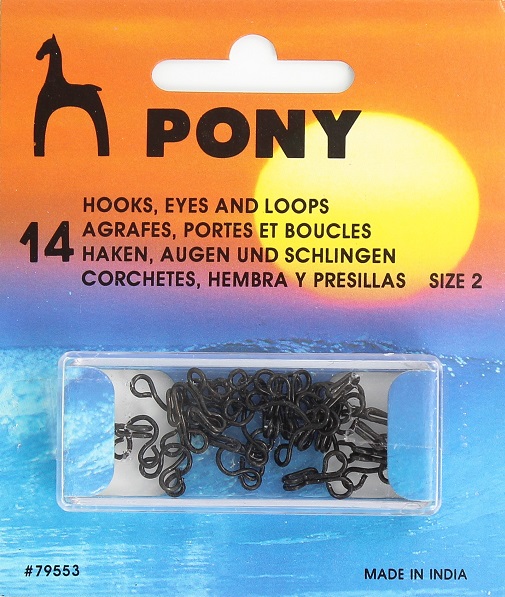 PONY
14
HOOKS, EYES AND LOOPS
AGRAFES, PORTES ET BOUCLES
HAKEN, AUGEN UND SCHLINGEN
CORCHETES, HEMBRA Y PRESILLAS SIZE 2
#79553
MADE IN INDIA